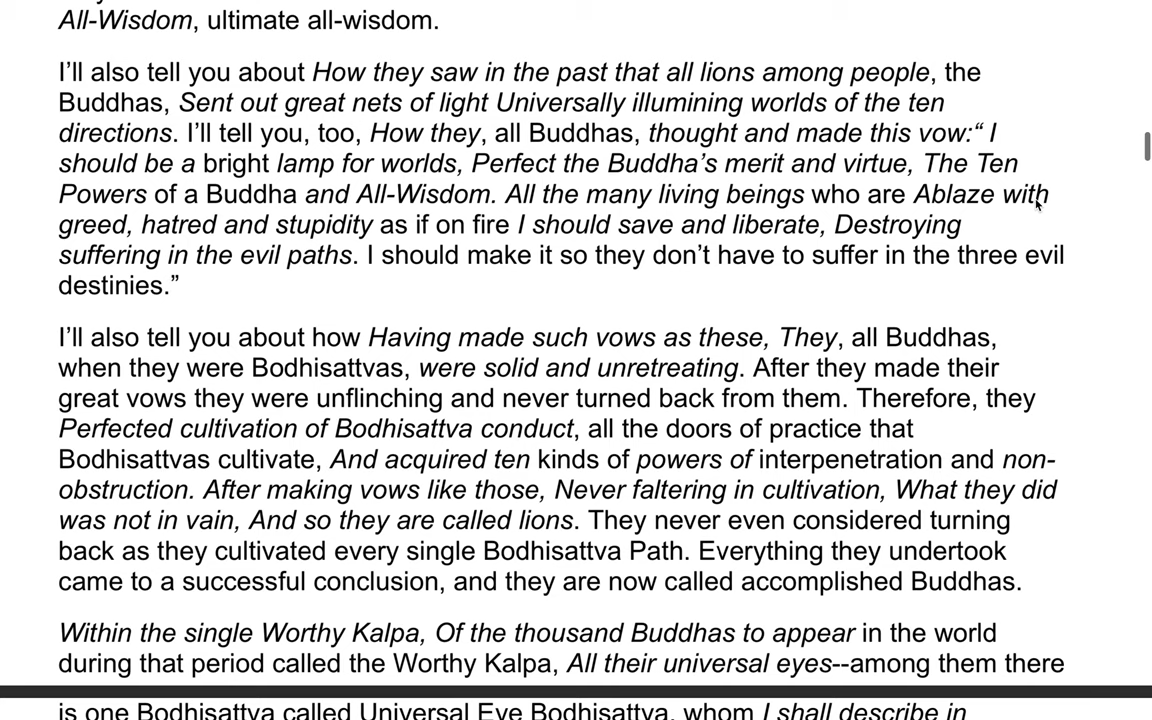 All-Wisdom, ultimate all-wisdom.
I’ll also tell you about How they saw in the past that all lions among people, the
Buddhas, Sent out great nets of light Universally illumining worlds of the ten
directions. I’ll tell you, too, How they, all Buddhas, thought and made this vow:“ I
should be a bright lamp for worlds, Perfect the Buddha’s merit and virtue, The Ten
Powers of a Buddha and All-Wisdom. All the many living beings who are Ablaze with
greed, hatred and stupidity as if on fire I should save and liberate, Destroying
suffering in the evil paths. I should make it so they don’t have to suffer in the three evil
destinies.”
I’ll also tell you about how Having made such vows as these, They, all Buddhas,
when they were Bodhisattvas, were solid and unretreating. After they made their
great vows they were unflinching and never turned back from them. Therefore, they
Perfected cultivation of Bodhisattva conduct, all the doors of practice that
Bodhisattvas cultivate, And acquired ten kinds of powers of interpenetration and non-
obstruction. After making vows like those, Never faltering in cultivation, What they did
was not in vain, And so they are called lions. They never even considered turning
back as they cultivated every single Bodhisattva Path. Everything they undertook
came to a successful conclusion, and they are now called accomplished Buddhas.
Within the single Worthy Kalpa, Of the thousand Buddhas to appear in the world
during that period called the Worthy Kalpa, All their universal eyes--among them there
is one Bodhisattva called Universal Eye Bodhisattva, whom I shall describe in